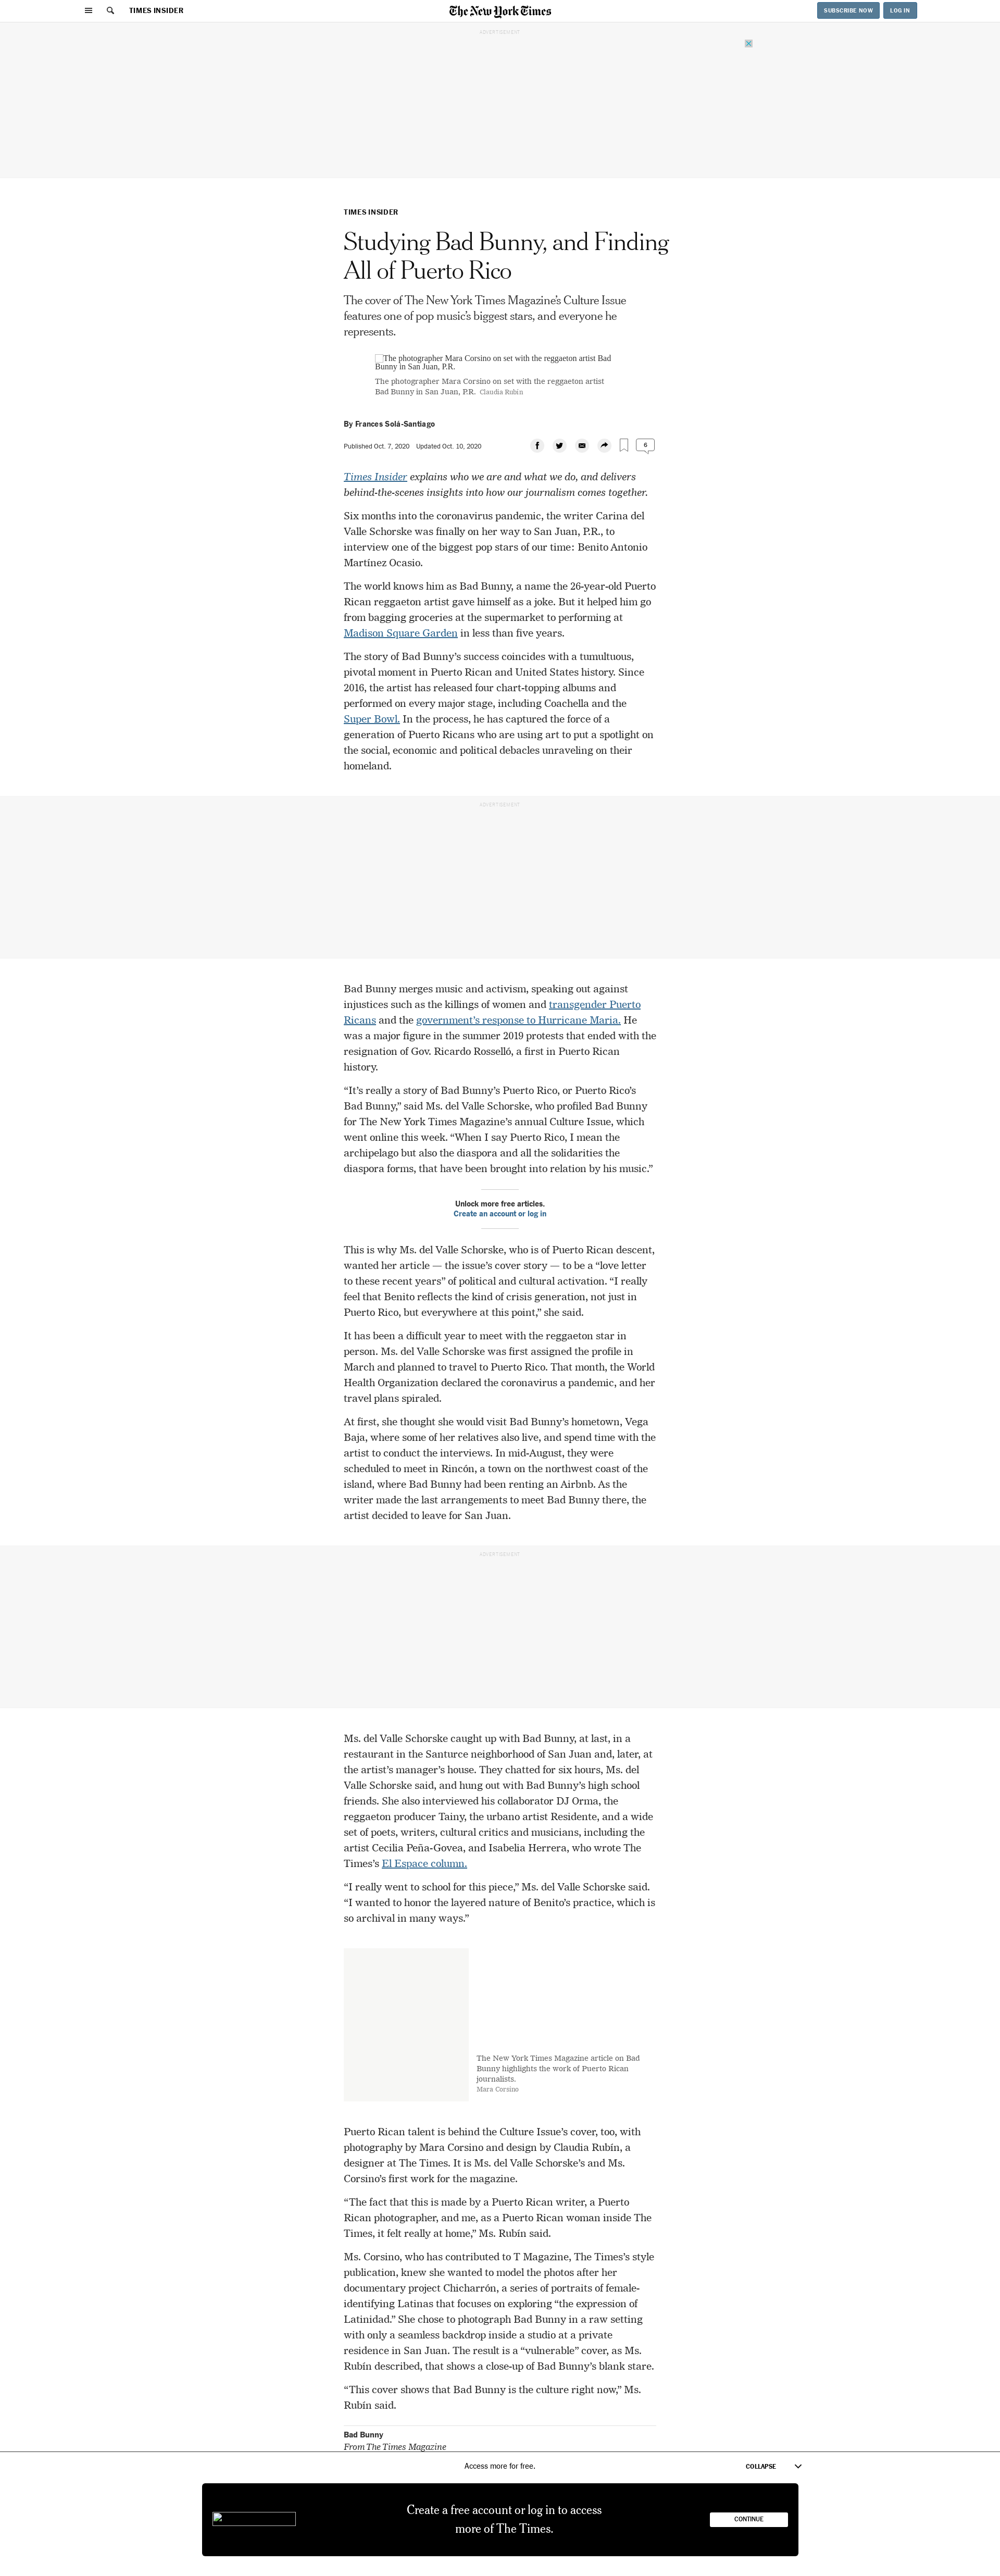 TIMES INSIDER
The New York Times
SUBSCRIBE NOW
LOG IN
ADVERTISEMENT
TIMES INSIDER
Studying Bad Bunny, and Finding
All of Puerto Rico
The cover of The New York Times Magazine’s Culture Issue
features one of pop music’s biggest stars, and everyone he
represents.
The photographer Mara Corsino on set with the reggaeton artist Bad
Bunny in San Juan, P.R.
The photographer Mara Corsino on set with the reggaeton artist
Bad Bunny in San Juan, P.R. Claudia Rubín
By Frances Solá-Santiago
Published Oct. 7, 2020 Updated Oct. 10, 2020
6
Times Insider explains who we are and what we do, and delivers
behind-the-scenes insights into how our journalism comes together.
Six months into the coronavirus pandemic, the writer Carina del
Valle Schorske was finally on her way to San Juan, P.R., to
interview one of the biggest pop stars of our time: Benito Antonio
Martínez Ocasio.
The world knows him as Bad Bunny, a name the 26-year-old Puerto
Rican reggaeton artist gave himself as a joke. But it helped him go
from bagging groceries at the supermarket to performing at
Madison Square Garden in less than five years.
The story of Bad Bunny’s success coincides with a tumultuous,
pivotal moment in Puerto Rican and United States history. Since
2016, the artist has released four chart-topping albums and
performed on every major stage, including Coachella and the
Super Bowl. In the process, he has captured the force of a
generation of Puerto Ricans who are using art to put a spotlight on
the social, economic and political debacles unraveling on their
homeland.
ADVERTISEMENT
Bad Bunny merges music and activism, speaking out against
injustices such as the killings of women and transgender Puerto
Ricans and the government’s response to Hurricane Maria. He
was a major figure in the summer 2019 protests that ended with the
resignation of Gov. Ricardo Rosselló, a first in Puerto Rican
history.
“It’s really a story of Bad Bunny’s Puerto Rico, or Puerto Rico’s
Bad Bunny,” said Ms. del Valle Schorske, who profiled Bad Bunny
for The New York Times Magazine’s annual Culture Issue, which
went online this week. “When I say Puerto Rico, I mean the
archipelago but also the diaspora and all the solidarities the
diaspora forms, that have been brought into relation by his music.”
Unlock more free articles.
Create an account or log in
This is why Ms. del Valle Schorske, who is of Puerto Rican descent,
wanted her article — the issue’s cover story — to be a “love letter
to these recent years” of political and cultural activation. “I really
feel that Benito reflects the kind of crisis generation, not just in
Puerto Rico, but everywhere at this point,” she said.
It has been a difficult year to meet with the reggaeton star in
person. Ms. del Valle Schorske was first assigned the profile in
March and planned to travel to Puerto Rico. That month, the World
Health Organization declared the coronavirus a pandemic, and her
travel plans spiraled.
At first, she thought she would visit Bad Bunny’s hometown, Vega
Baja, where some of her relatives also live, and spend time with the
artist to conduct the interviews. In mid-August, they were
scheduled to meet in Rincón, a town on the northwest coast of the
island, where Bad Bunny had been renting an Airbnb. As the
writer made the last arrangements to meet Bad Bunny there, the
artist decided to leave for San Juan.
ADVERTISEMENT
Ms. del Valle Schorske caught up with Bad Bunny, at last, in a
restaurant in the Santurce neighborhood of San Juan and, later, at
the artist’s manager’s house. They chatted for six hours, Ms. del
Valle Schorske said, and hung out with Bad Bunny’s high school
friends. She also interviewed his collaborator DJ Orma, the
reggaeton producer Tainy, the urbano artist Residente, and a wide
set of poets, writers, cultural critics and musicians, including the
artist Cecilia Peña-Govea, and Isabelia Herrera, who wrote The
Times’s El Espace column.
“I really went to school for this piece,” Ms. del Valle Schorske said.
“I wanted to honor the layered nature of Benito’s practice, which is
so archival in many ways.”
The New York Times Magazine article on Bad
Bunny highlights the work of Puerto Rican
journalists.
Mara Corsino
Puerto Rican talent is behind the Culture Issue’s cover, too, with
photography by Mara Corsino and design by Claudia Rubín, a
designer at The Times. It is Ms. del Valle Schorske’s and Ms.
Corsino’s first work for the magazine.
“The fact that this is made by a Puerto Rican writer, a Puerto
Rican photographer, and me, as a Puerto Rican woman inside The
Times, it felt really at home,” Ms. Rubín said.
Ms. Corsino, who has contributed to T Magazine, The Times’s style
publication, knew she wanted to model the photos after her
documentary project Chicharrón, a series of portraits of female-
identifying Latinas that focuses on exploring “the expression of
Latinidad.” She chose to photograph Bad Bunny in a raw setting
with only a seamless backdrop inside a studio at a private
residence in San Juan. The result is a “vulnerable” cover, as Ms.
Rubín described, that shows a close-up of Bad Bunny’s blank stare.
“This cover shows that Bad Bunny is the culture right now,” Ms.
Rubín said.
Bad Bunny
From The Times Magazine
Access more for free.
COLLAPSE
Create a free account or log in to access
more of The Times.
CONTINUE